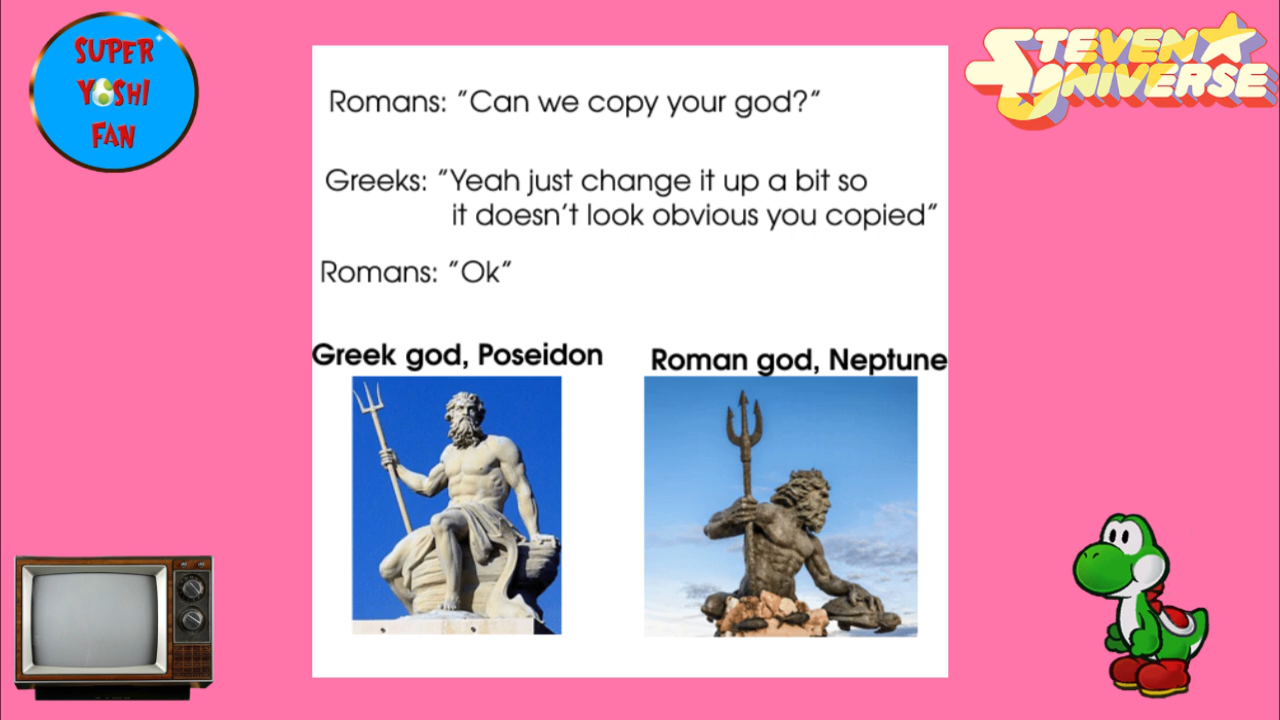 SUPER
YOSHI
FAN
STEVEN
UNIVERSE
Romans: "Can we copy your god?"
Greeks: "Yeah just change it up a bit so
it doesn't look obvious you copied"
Romans: "Ok"
Greek god, Poseidon
Roman god, Neptune